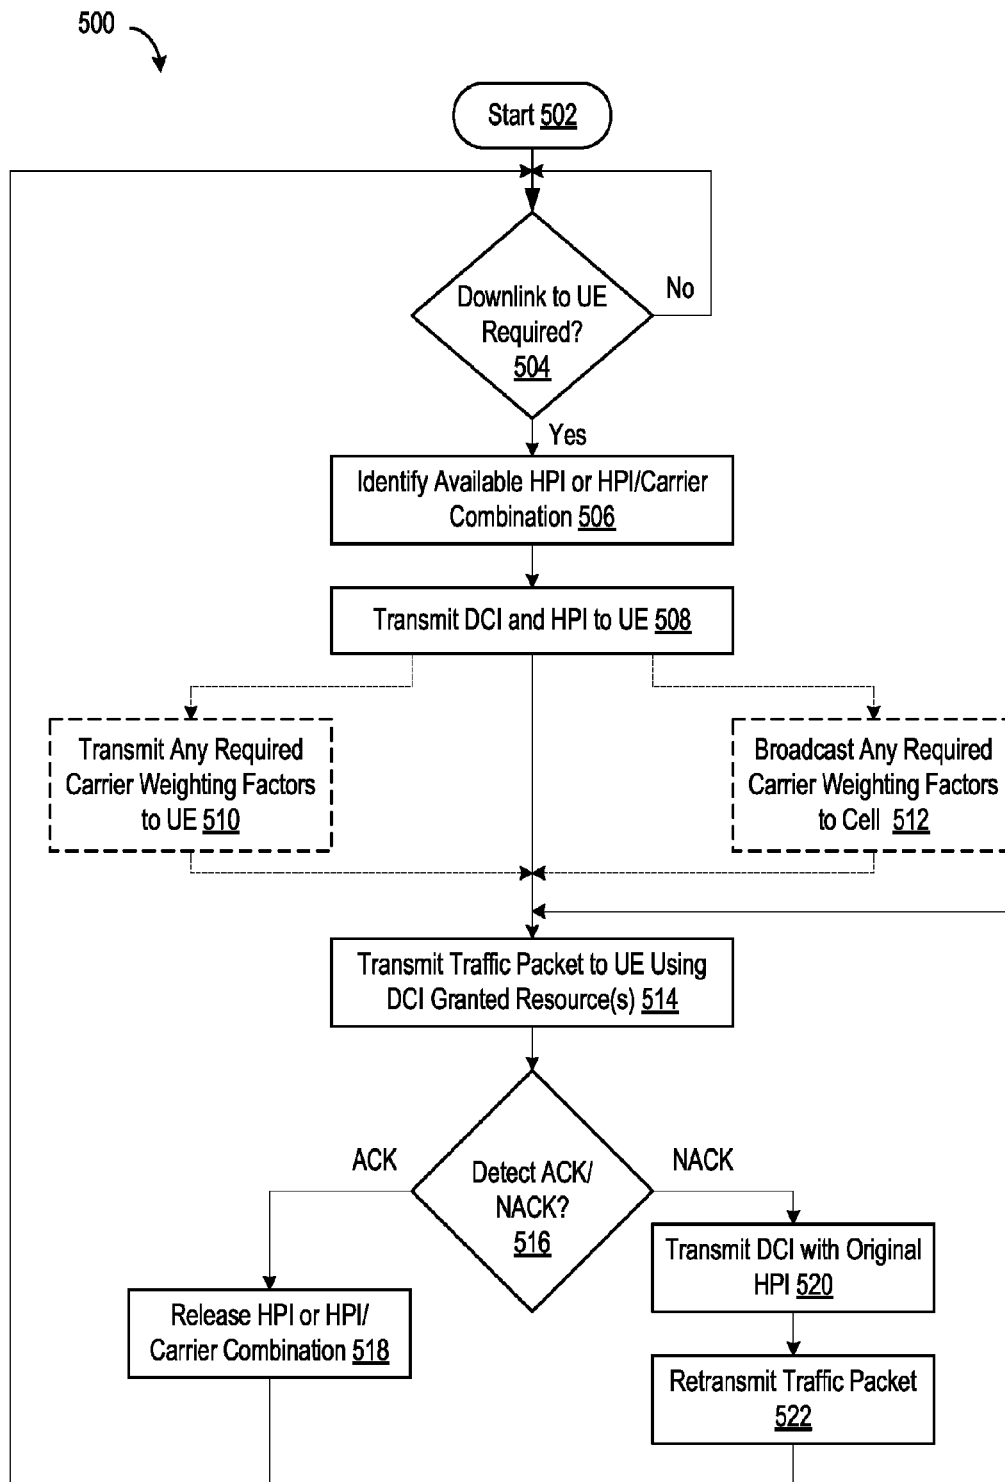 500
Start 502
Downlink to UE
Required?
504
No
Yes
Identify Available HPI or HPI/Carrier
Combination 506
Transmit DCI and HPI to UE 508
Transmit Any Required
Carrier Weighting Factors
to UE 510
Broadcast Any Required
Carrier Weighting Factors
to Cell 512
Transmit Traffic Packet to UE Using
DCI Granted Resource(s) 514
ACK
Detect ACK/
NACK?
516
NACK
Release HPI or HPI/
Carrier Combination 518
Transmit DCI with Original
HPI 520
Retransmit Traffic Packet
522